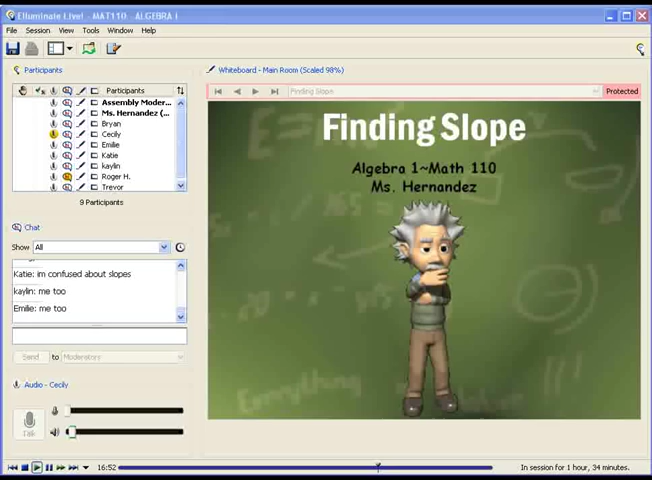 Elluminate Live! - MAT110 - ALGEBRA I
File Session View Tools Window Help
Participants
Participants
Assembly Moder...
Ms. Hernandez (...
Bryan
Cecily
Emilie
Katie
kaylin
Roger H.
Trevor
9 Participants
Chat
Show All
Katie: im confused about slopes
kaylin: me too
Emilie: me too
Send to Moderators
Audio - Cecily
Talk
Whiteboard - Main Room (Scaled 98%)
Finding Slope Protected
Finding Slope
Algebra 1~Math 110
Ms. Hernandez
Everything
16:52 In session for 1 hour, 34 minutes.